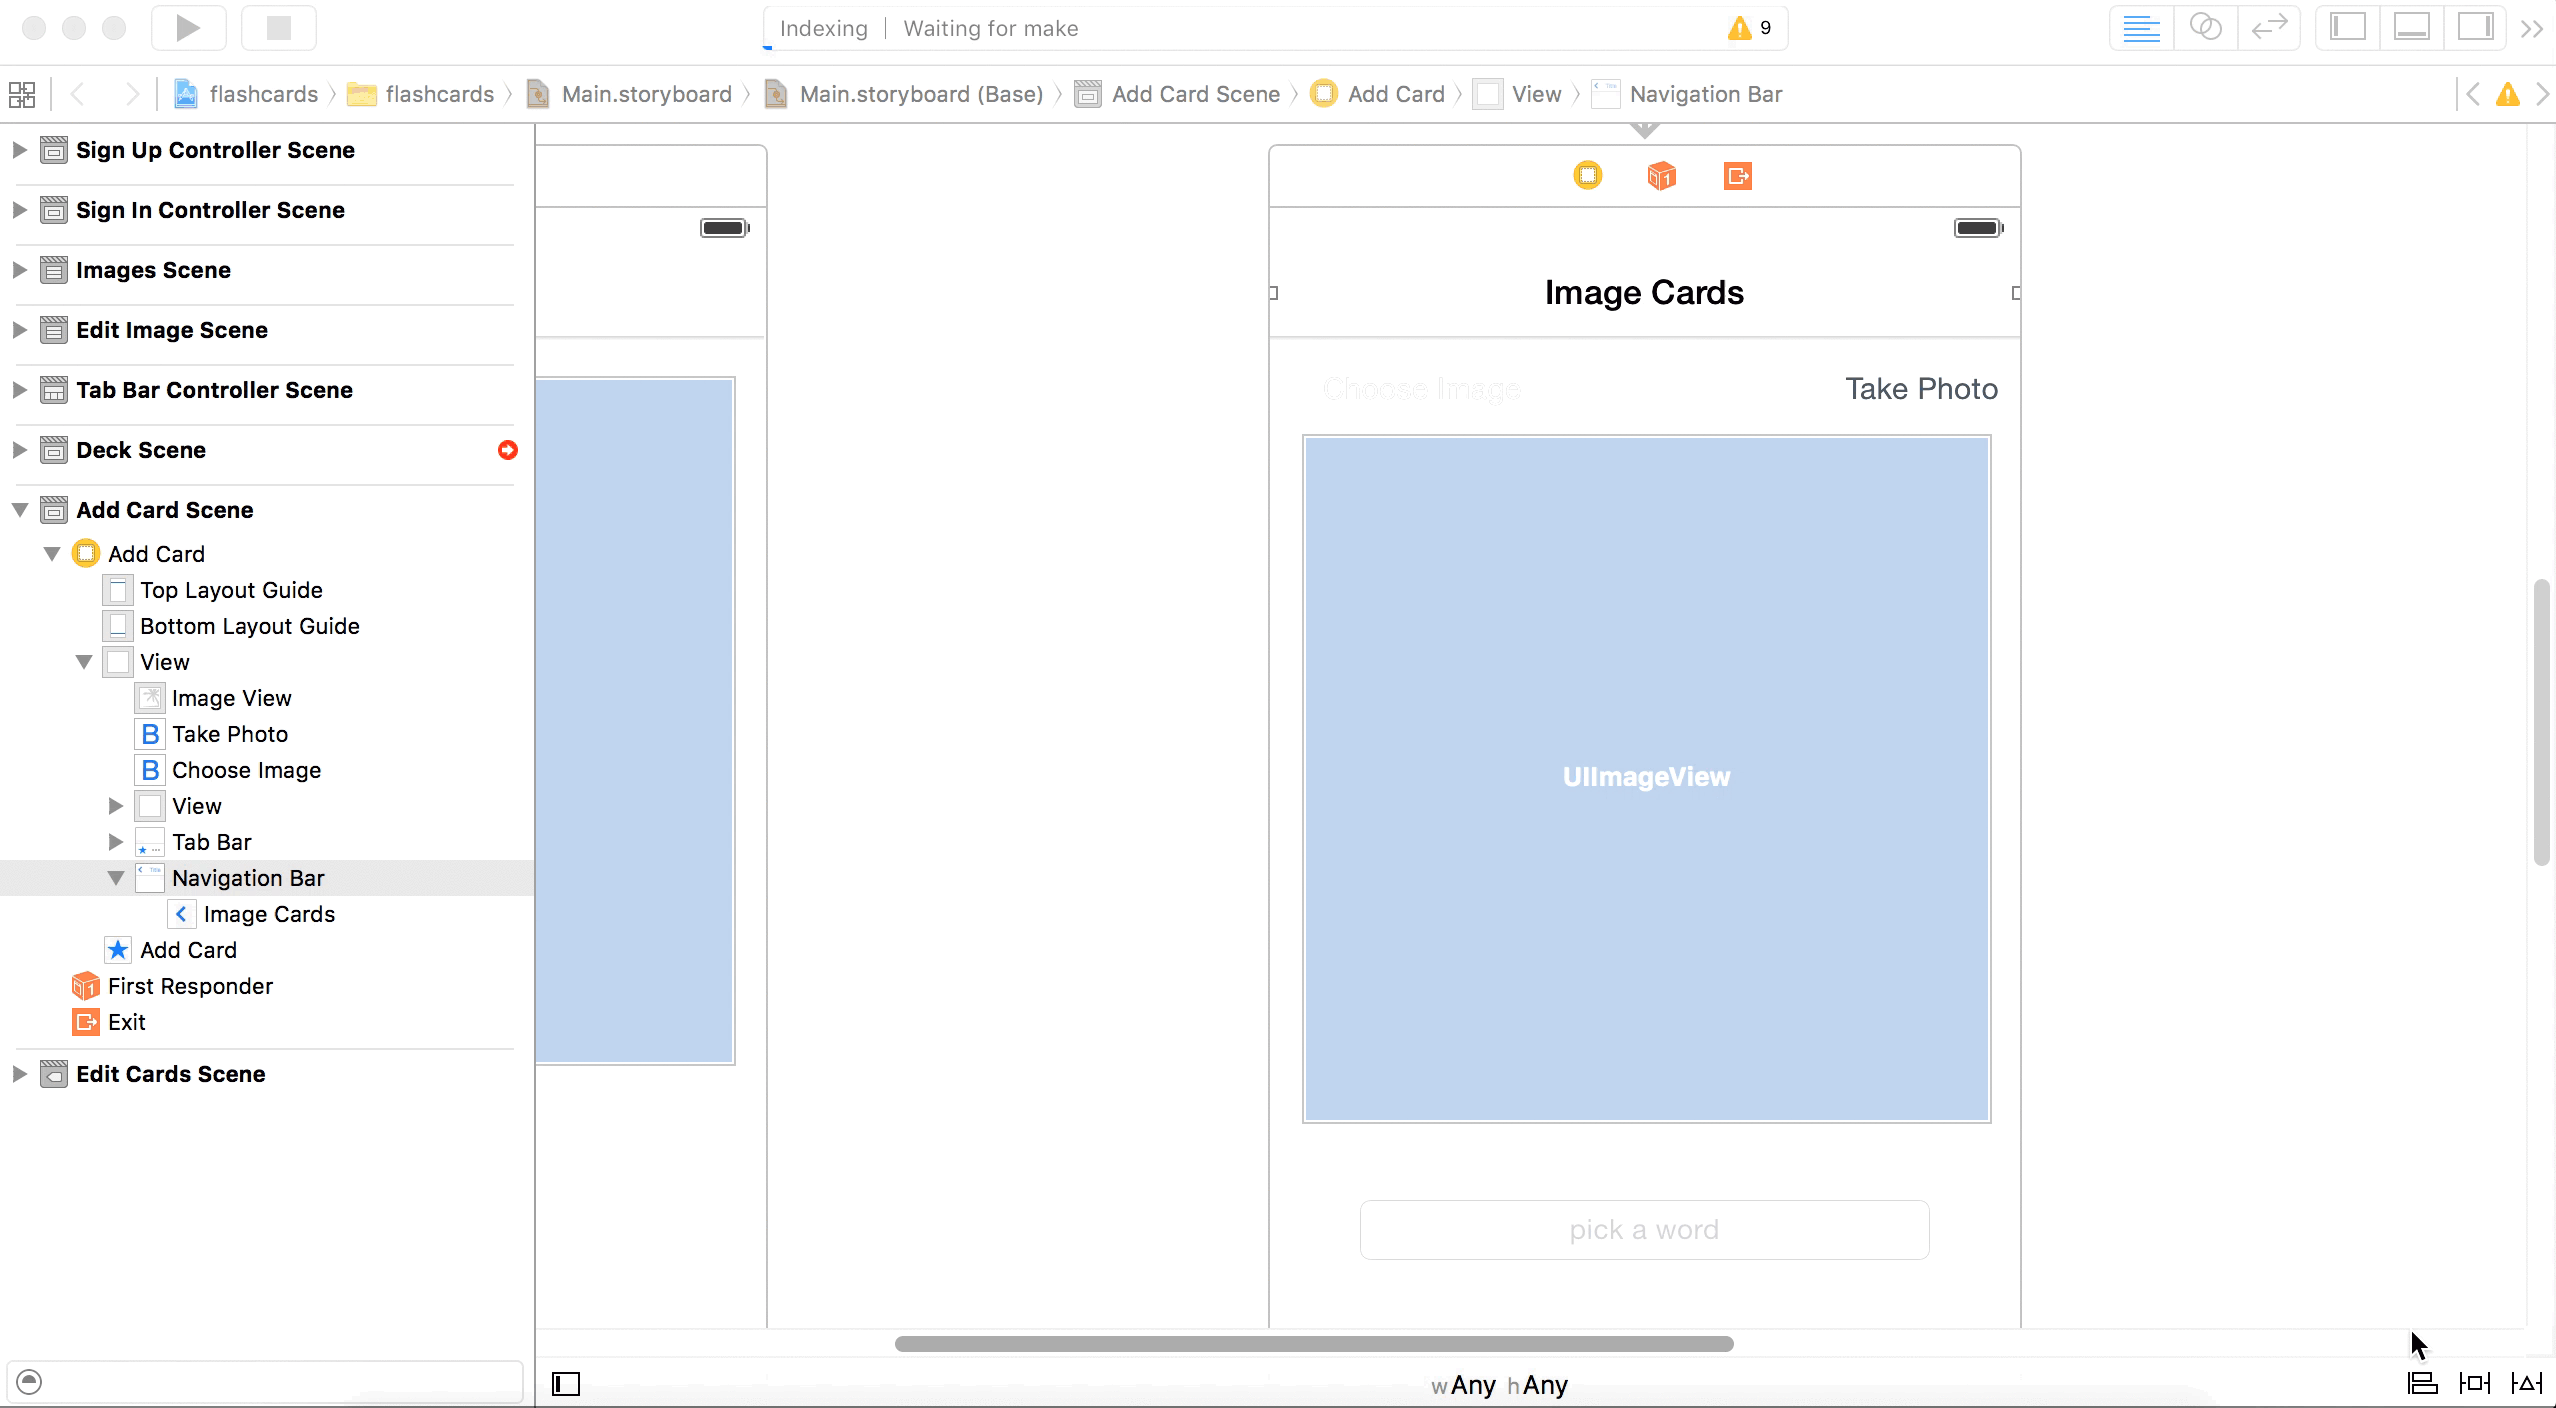 Indexing | Waiting for make 9
flashcards flashcards Main.storyboard Main.storyboard (Base) Add Card Scene Add Card View Navigation Bar
Sign Up Controller Scene
Sign In Controller Scene
Images Scene
Edit Image Scene
Tab Bar Controller Scene
Deck Scene
Add Card Scene
Add Card
Top Layout Guide
Bottom Layout Guide
View
Image View
B Take Photo
B Choose Image
View
Tab Bar
Navigation Bar
Image Cards
Add Card
First Responder
Exit
Edit Cards Scene
Image Cards
Choose Image Take Photo
UIImageView
pick a word
wAny hAny